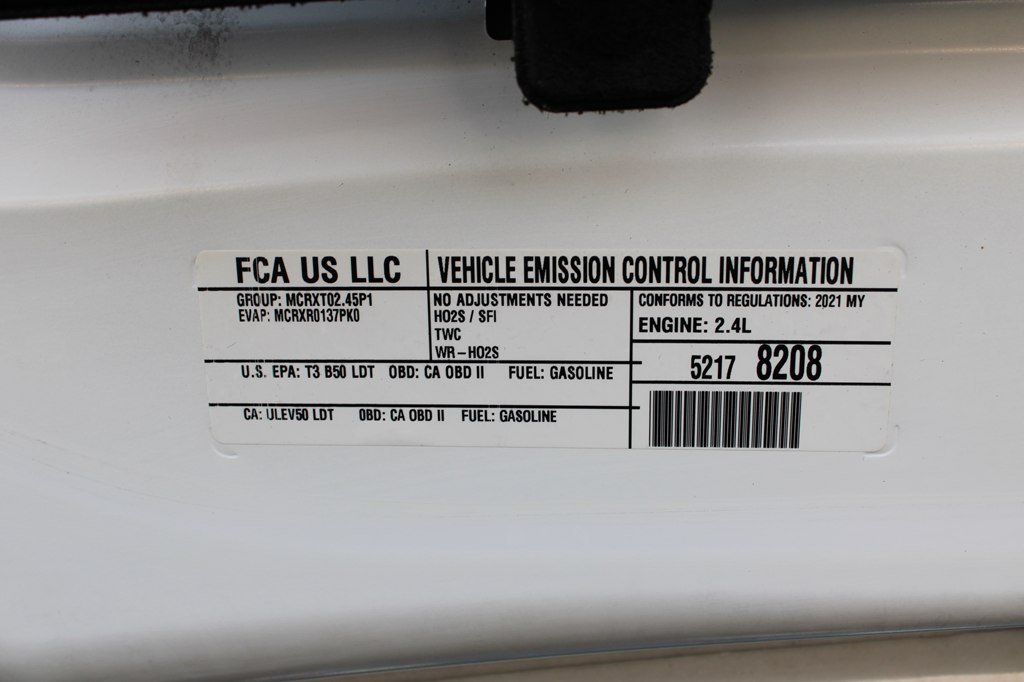 FCA US LLC
VEHICLE EMISSION CONTROL INFORMATION
GROUP: MCRXT02.45P1
EVAP: MCRXR0137PK0
NO ADJUSTMENTS NEEDED
HO2S / SFI
TWC
WR-HO2S
CONFORMS TO REGULATIONS: 2021 MY
ENGINE: 2.4L
5217 8208
U.S. EPA: T3 B50 LDT OBD: CA OBD II FUEL: GASOLINE
CA: ULEV50 LDT OBD: CA OBD II FUEL: GASOLINE